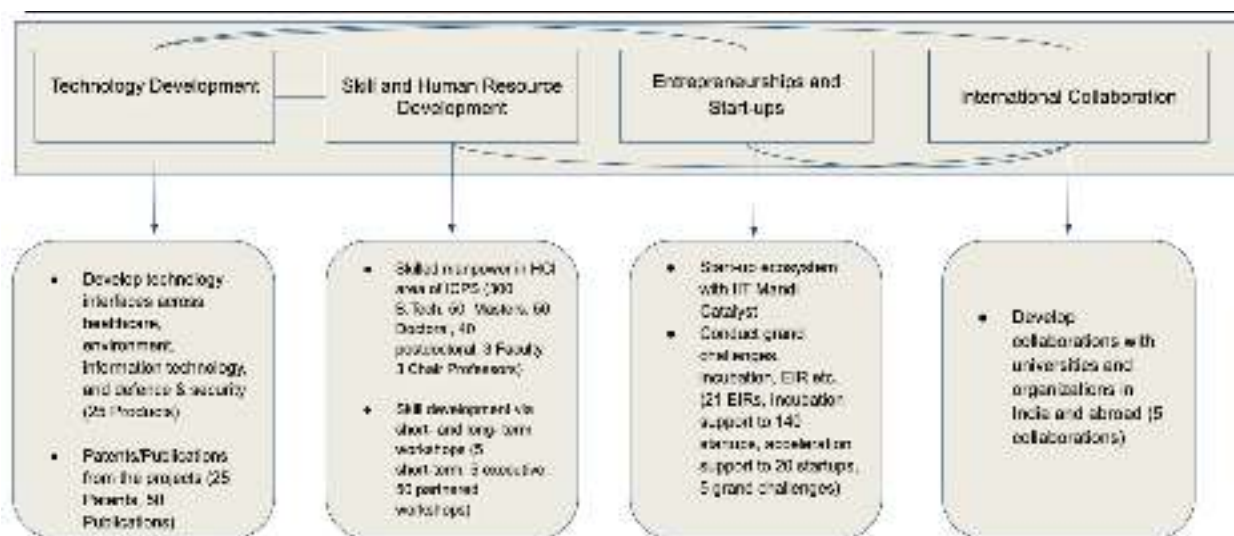 Technology Development
Skill and Human Resource
Development
Entrepreneurships and
Start-ups
International Collaboration
● Develop technology
interfaces across
healthcare,
environment,
information technology,
and defence & security
(25 Products)
● Patents/Publications
from the projects (25
Patents, 50
Publications)
● Skilled manpower in HCI
area of ICPS (300
B.Tech, 60 Masters, 60
Doctoral, 40
postdoctoral, 3 Faculty
3 Chair Professors)
● Skill development via
short- and long- term
workshops (5
short-term, 5 executive
50 partnered
workshops)
● Start-up ecosystem
with IIT Mandi
Catalyst
● Conduct grand
challenges,
incubation, EIR etc.
(21 EIRs, incubation
support to 140
startups, acceleration
support to 20 startups,
5 grand challenges)
● Develop
collaborations with
universities and
organizations in
India and abroad (5
collaborations)